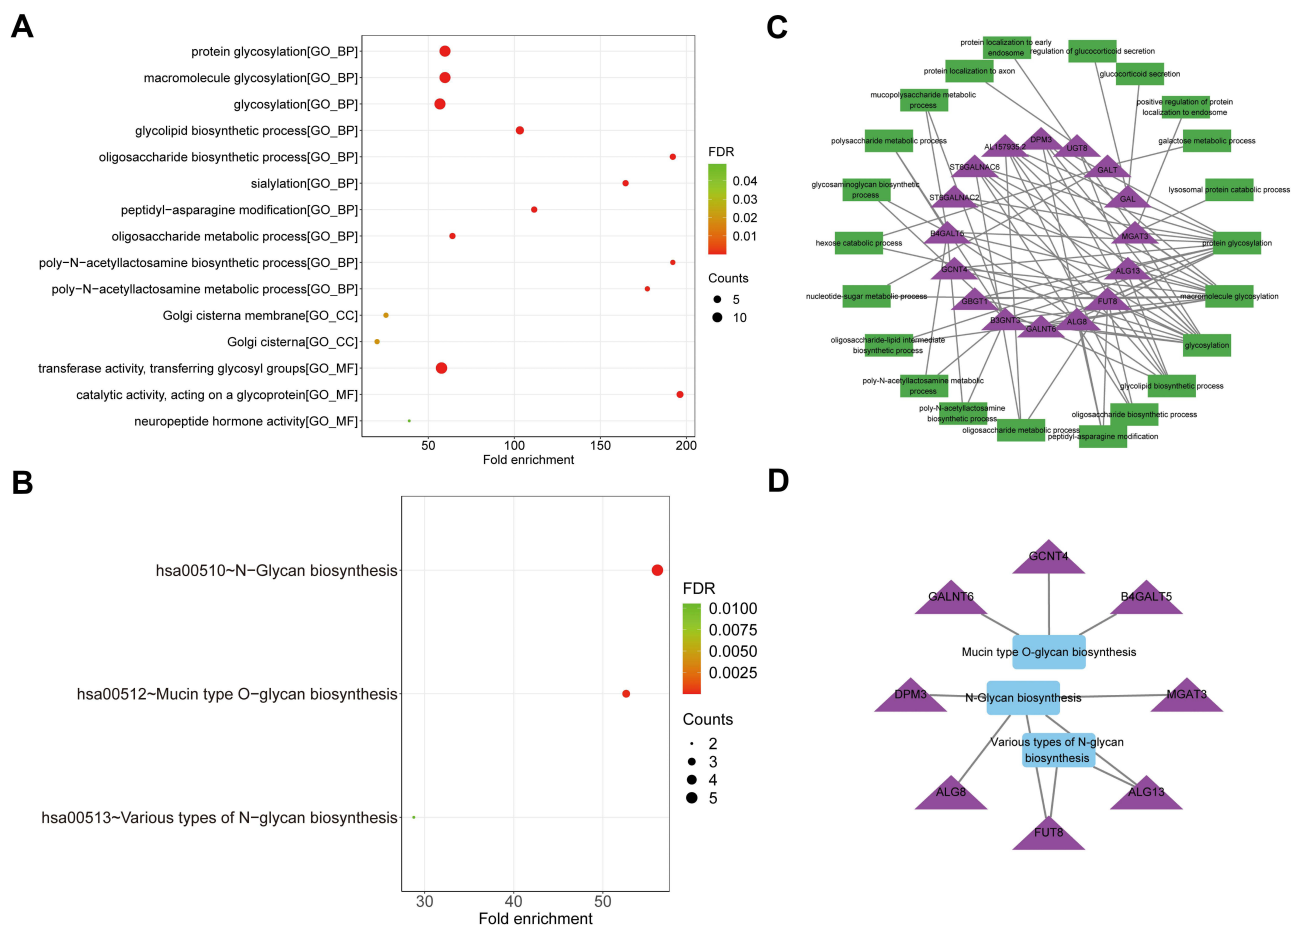 A
protein glycosylation[GO_BP]
macromolecule glycosylation[GO_BP]
glycosylation[GO_BP]
glycolipid biosynthetic process[GO_BP]
oligosaccharide biosynthetic process[GO_BP]
sialylation[GO_BP]
peptidyl−asparagine modification[GO_BP]
oligosaccharide metabolic process[GO_BP]
poly−N−acetyllactosamine biosynthetic process[GO_BP]
poly−N−acetyllactosamine metabolic process[GO_BP]
Golgi cisterna membrane[GO_CC]
Golgi cisterna[GO_CC]
transferase activity, transferring glycosyl groups[GO_MF]
catalytic activity, acting on a glycoprotein[GO_MF]
neuropeptide hormone activity[GO_MF]
50 100 150 200
Fold enrichment
FDR
0.04
0.03
0.02
0.01
Counts
5
10
B
hsa00510~N−Glycan biosynthesis
hsa00512~Mucin type O−glycan biosynthesis
hsa00513~Various types of N−glycan biosynthesis
30 40 50
Fold enrichment
FDR
0.0100
0.0075
0.0050
0.0025
Counts
2
3
4
5
C
protein localization to early
endosome
regulation of glucocorticoid secretion
protein localization to axon
glucocorticoid secretion
mucopolysaccharide metabolic
process
positive regulation of protein
localization to endosome
polysaccharide metabolic process
galactose metabolic process
glycosaminoglycan biosynthetic
process
lysosomal protein catabolic process
hexose catabolic process
protein glycosylation
nucleotide-sugar metabolic process
macromolecule glycosylation
oligosaccharide-lipid intermediate
biosynthetic process
glycosylation
poly-N-acetyllactosamine metabolic
process
glycolipid biosynthetic process
poly-N-acetyllactosamine
biosynthetic process
oligosaccharide biosynthetic process
oligosaccharide metabolic process
peptidyl-asparagine modification
DPM3
AL157935.2
UGT8
ST6GALNAC6
GALT
GAL
B4GALT5
MGAT3
GCNT4
ALG13
GBGT1
FUT8
B3GNT3
GALNT6
ALG8
D
GCNT4
GALNT6
B4GALT5
Mucin type O-glycan biosynthesis
DPM3
N-Glycan biosynthesis
MGAT3
Various types of N-glycan
biosynthesis
ALG8
ALG13
FUT8